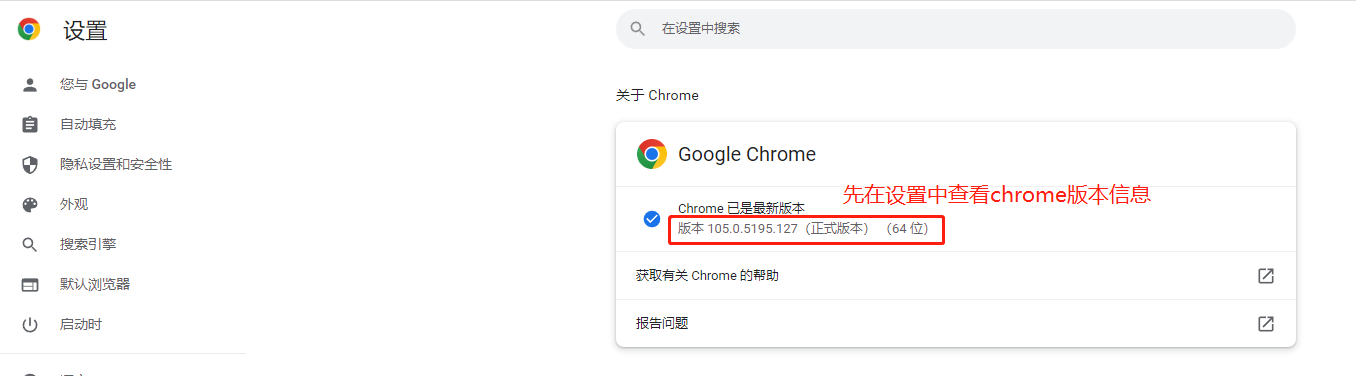 设置
在设置中搜索
您与 Google
自动填充
隐私设置和安全性
外观
搜索引擎
默认浏览器
启动时
关于 Chrome
Google Chrome
先在设置中查看chrome版本信息
Chrome 已是最新版本
版本 105.0.5195.127（正式版本） （64 位）
获取有关 Chrome 的帮助
报告问题